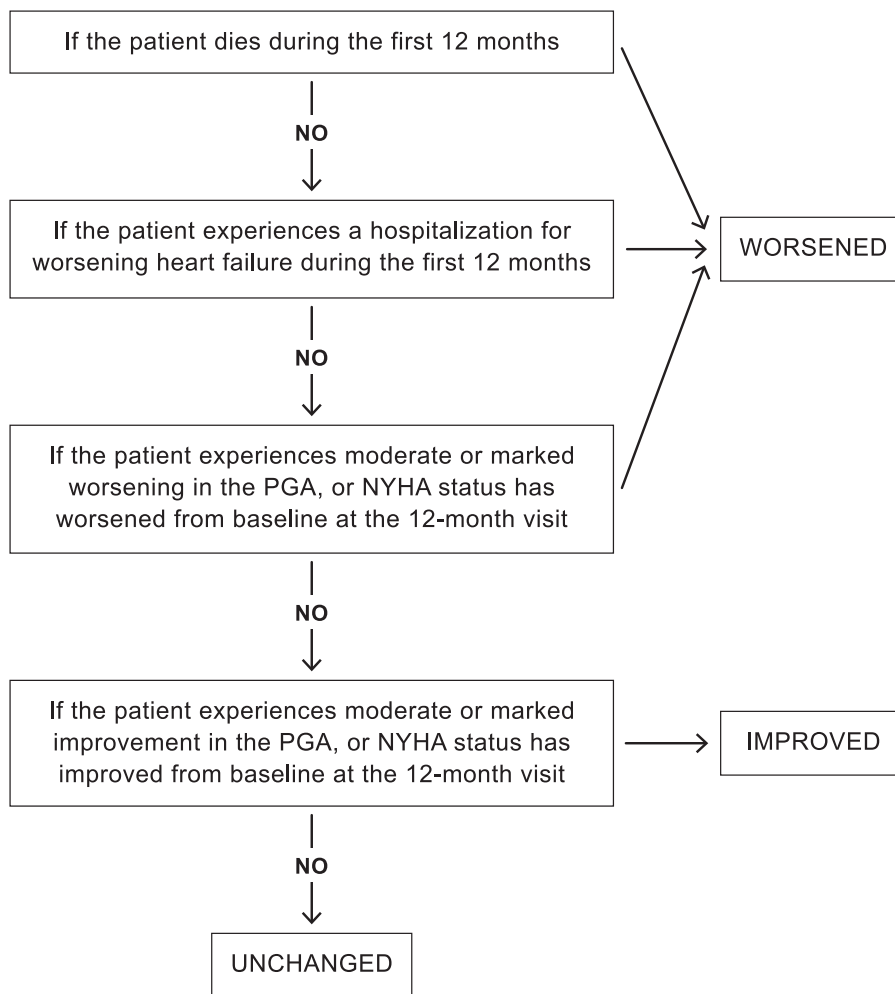 If the patient dies during the first 12 months
NO
If the patient experiences a hospitalization for
worsening heart failure during the first 12 months
WORSENED
NO
If the patient experiences moderate or marked
worsening in the PGA, or NYHA status has
worsened from baseline at the 12-month visit
NO
If the patient experiences moderate or marked
improvement in the PGA, or NYHA status has
improved from baseline at the 12-month visit
IMPROVED
NO
UNCHANGED